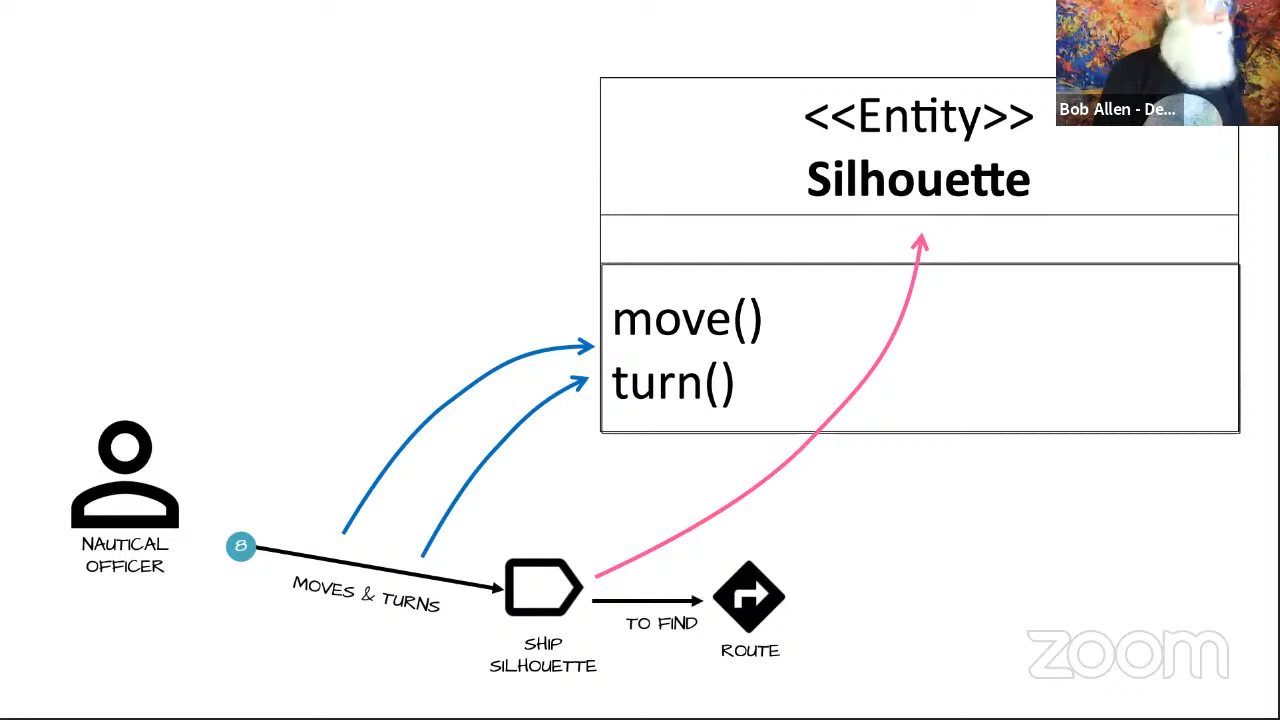 <<Entity>>
Silhouette
Bob Allen - De...
move()
turn()
NAUTICAL
OFFICER
8
MOVES & TURNS
SHIP
SILHOUETTE
TO FIND
ROUTE
zoom